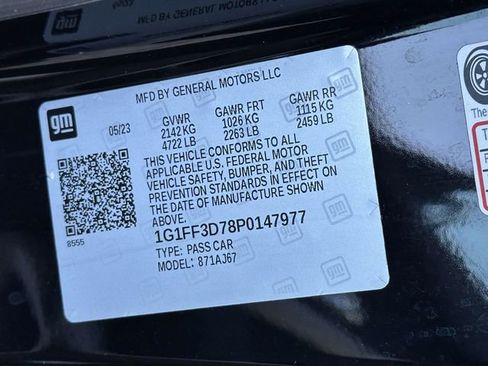 gm
MFD BY GENERAL MOTORS LLC
05/23 GVWR GAWR FRT GAWR RR
2142 KG 1026 KG 1115 KG
4722 LB 2263 LB 2459 LB
THIS VEHICLE CONFORMS TO ALL
APPLICABLE U.S. FEDERAL MOTOR
VEHICLE SAFETY, BUMPER, AND THEFT
PREVENTION STANDARDS IN EFFECT ON
THE DATE OF MANUFACTURE SHOWN
ABOVE.
8555
1G1FF3D78P0147977
TYPE: PASS CAR
MODEL: 871AJ67
The